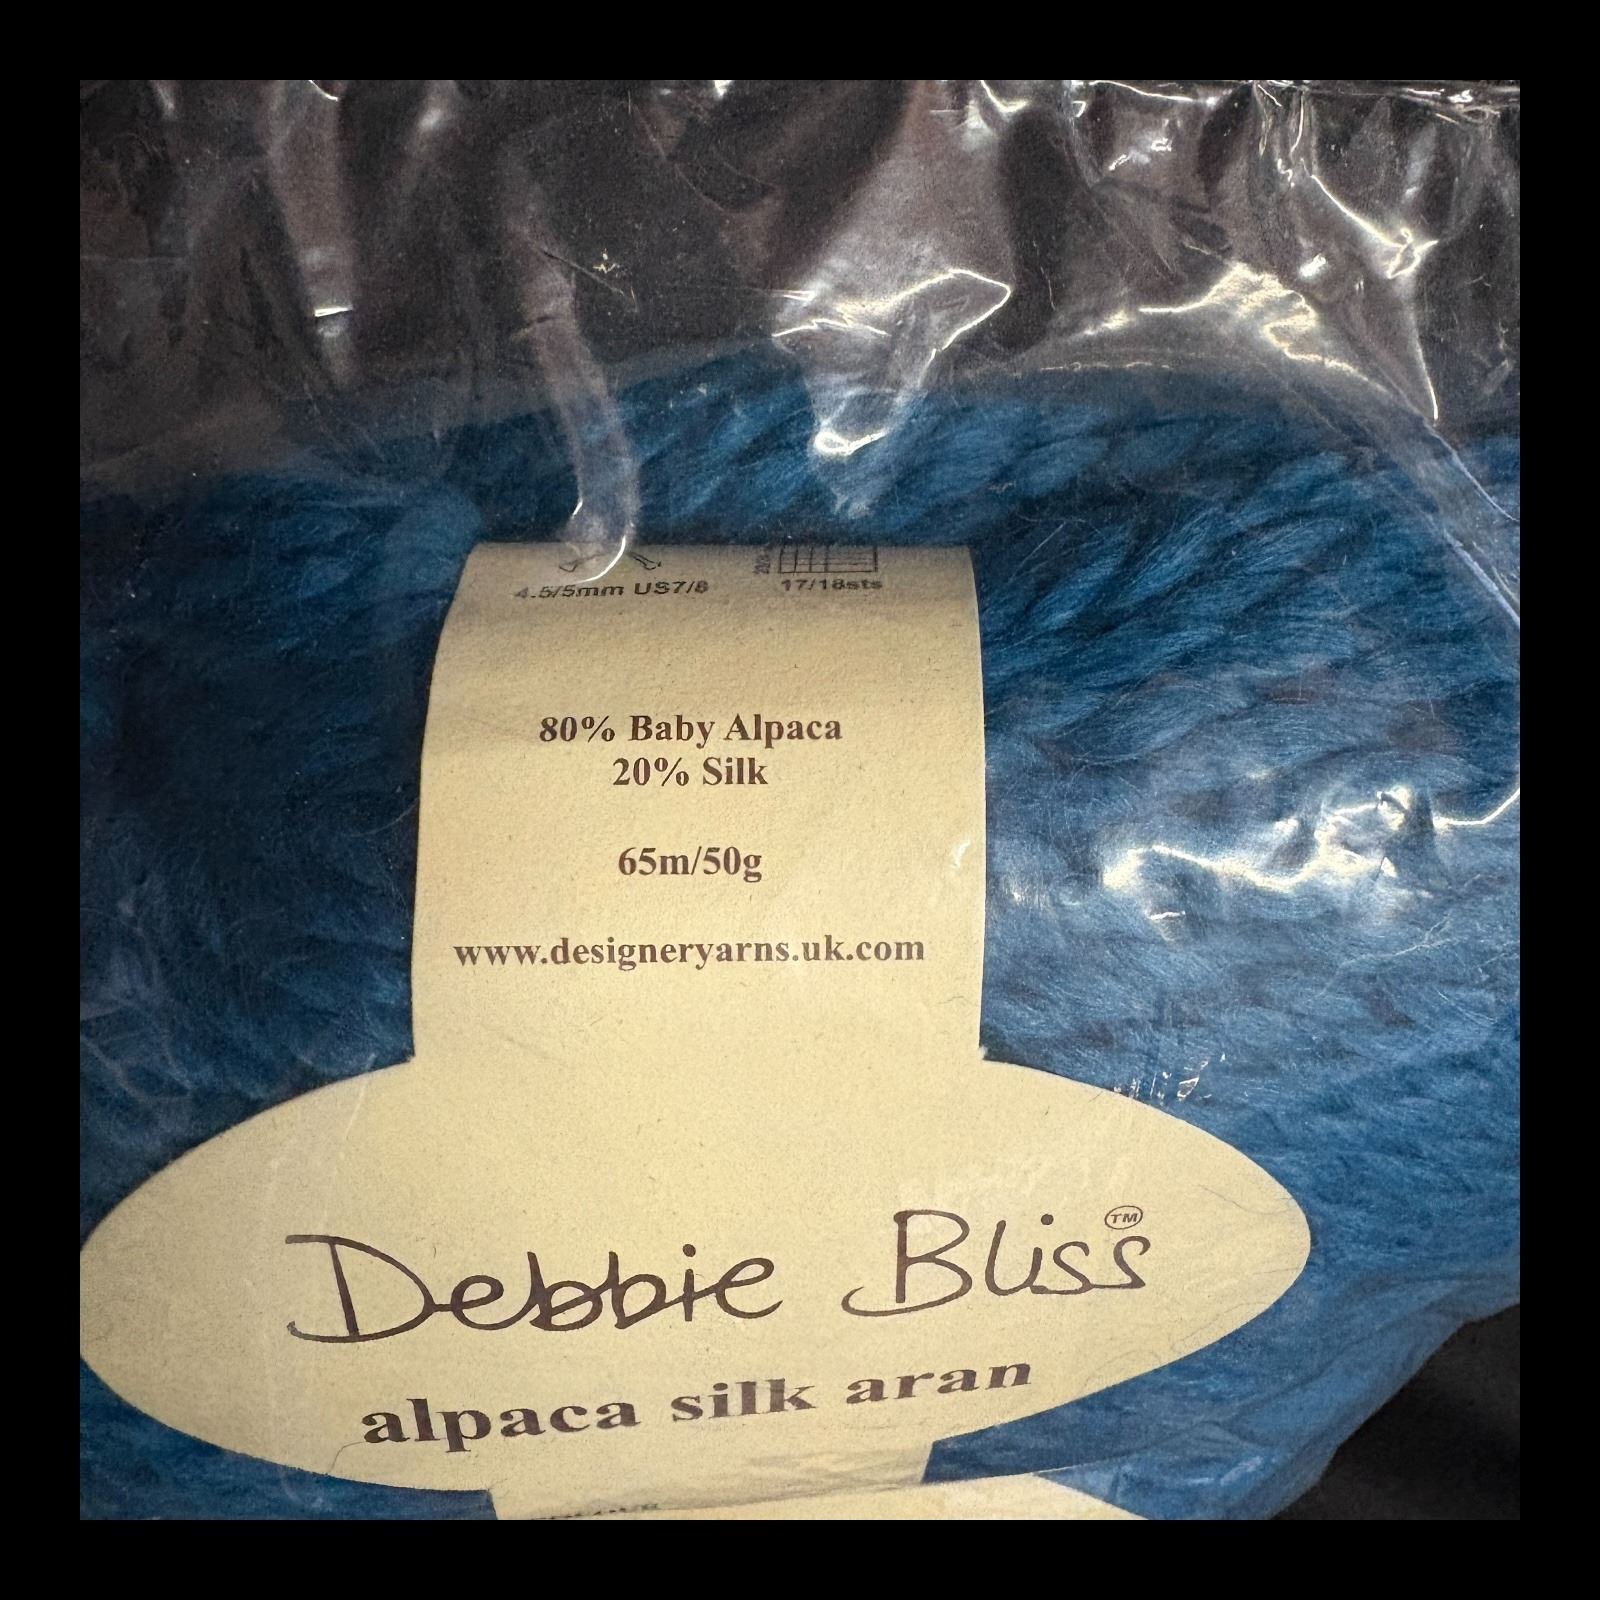 4.5/5mm US7/8
17/18sts
80% Baby Alpaca
20% Silk
65m/50g
www.designeryarns.uk.com
Debbie Bliss TM
alpaca silk aran